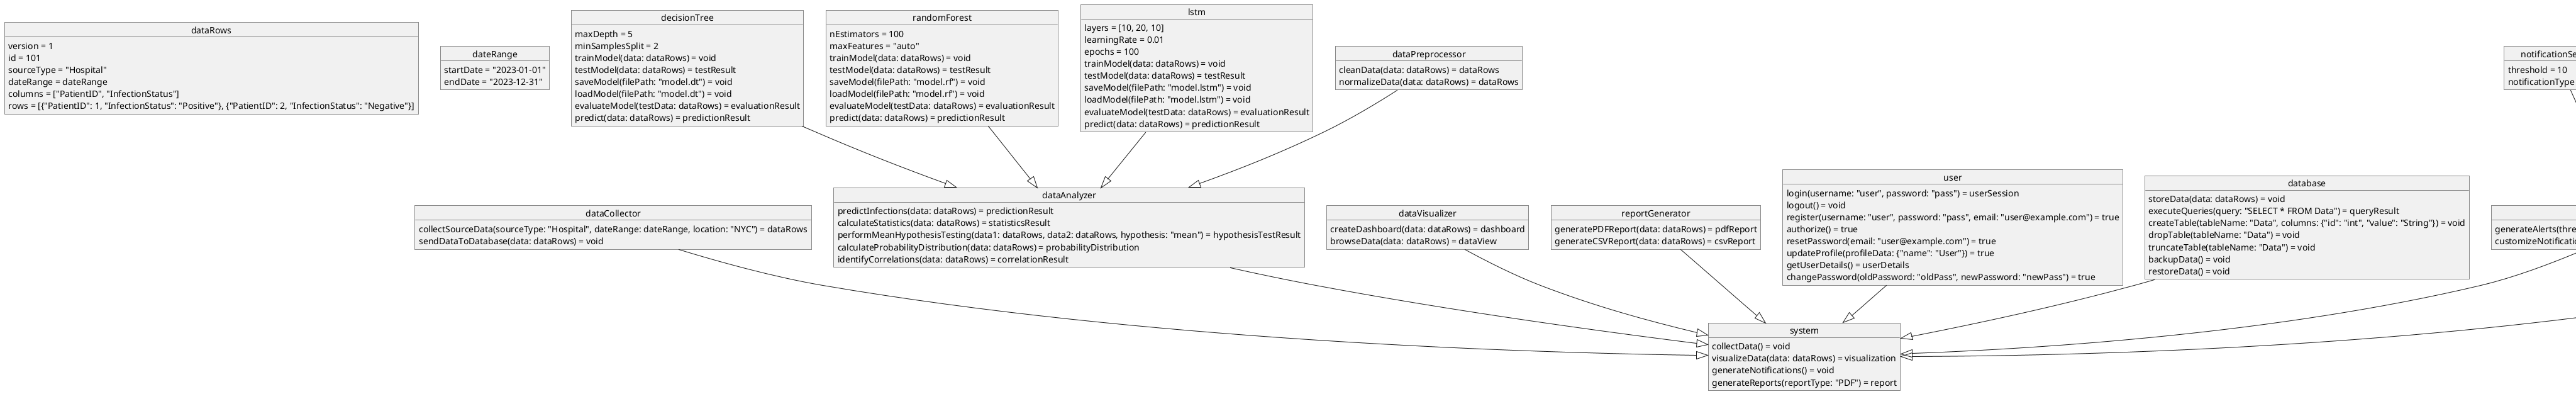 dataRows
version = 1
id = 101
sourceType = "Hospital"
dateRange = dateRange
columns = ["PatientID", "InfectionStatus"]
rows = [{"PatientID": 1, "InfectionStatus": "Positive"}, {"PatientID": 2, "InfectionStatus": "Negative"}]
dateRange
startDate = "2023-01-01"
endDate = "2023-12-31"
decisionTree
maxDepth = 5
minSamplesSplit = 2
trainModel(data: dataRows) = void
testModel(data: dataRows) = testResult
saveModel(filePath: "model.dt") = void
loadModel(filePath: "model.dt") = void
evaluateModel(testData: dataRows) = evaluationResult
predict(data: dataRows) = predictionResult
randomForest
nEstimators = 100
maxFeatures = "auto"
trainModel(data: dataRows) = void
testModel(data: dataRows) = testResult
saveModel(filePath: "model.rf") = void
loadModel(filePath: "model.rf") = void
evaluateModel(testData: dataRows) = evaluationResult
predict(data: dataRows) = predictionResult
lstm
layers = [10, 20, 10]
learningRate = 0.01
epochs = 100
trainModel(data: dataRows) = void
testModel(data: dataRows) = testResult
saveModel(filePath: "model.lstm") = void
loadModel(filePath: "model.lstm") = void
evaluateModel(testData: dataRows) = evaluationResult
predict(data: dataRows) = predictionResult
dataPreprocessor
cleanData(data: dataRows) = dataRows
normalizeData(data: dataRows) = dataRows
notificationSe
threshold = 10
notificationType
dataCollector
collectSourceData(sourceType: "Hospital", dateRange: dateRange, location: "NYC") = dataRows
sendDataToDatabase(data: dataRows) = void
dataAnalyzer
predictInfections(data: dataRows) = predictionResult
calculateStatistics(data: dataRows) = statisticsResult
performMeanHypothesisTesting(data1: dataRows, data2: dataRows, hypothesis: "mean") = hypothesisTestResult
calculateProbabilityDistribution(data: dataRows) = probabilityDistribution
identifyCorrelations(data: dataRows) = correlationResult
dataVisualizer
createDashboard(data: dataRows) = dashboard
browseData(data: dataRows) = dataView
reportGenerator
generatePDFReport(data: dataRows) = pdfReport
generateCSVReport(data: dataRows) = csvReport
user
login(username: "user", password: "pass") = userSession
logout() = void
register(username: "user", password: "pass", email: "user@example.com") = true
authorize() = true
resetPassword(email: "user@example.com") = true
updateProfile(profileData: {"name": "User"}) = true
getUserDetails() = userDetails
changePassword(oldPassword: "oldPass", newPassword: "newPass") = true
database
storeData(data: dataRows) = void
executeQueries(query: "SELECT * FROM Data") = queryResult
createTable(tableName: "Data", columns: {"id": "int", "value": "String"}) = void
dropTable(tableName: "Data") = void
truncateTable(tableName: "Data") = void
backupData() = void
restoreData() = void
generateAlerts(thre
customizeNotificatio
system
collectData() = void
visualizeData(data: dataRows) = visualization
generateNotifications() = void
generateReports(reportType: "PDF") = report